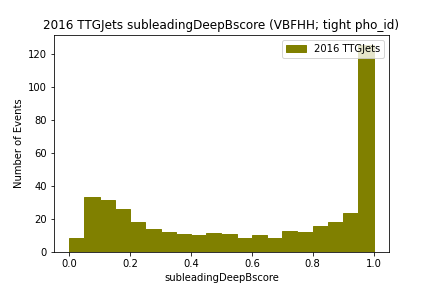 2016 TTGJets subleadingDeepBscore (VBFHH; tight pho_id)
2016 TTGJets
Number of Events
120
100
80
60
40
20
0
0.0 0.2 0.4 0.6 0.8 1.0
subleadingDeepBscore